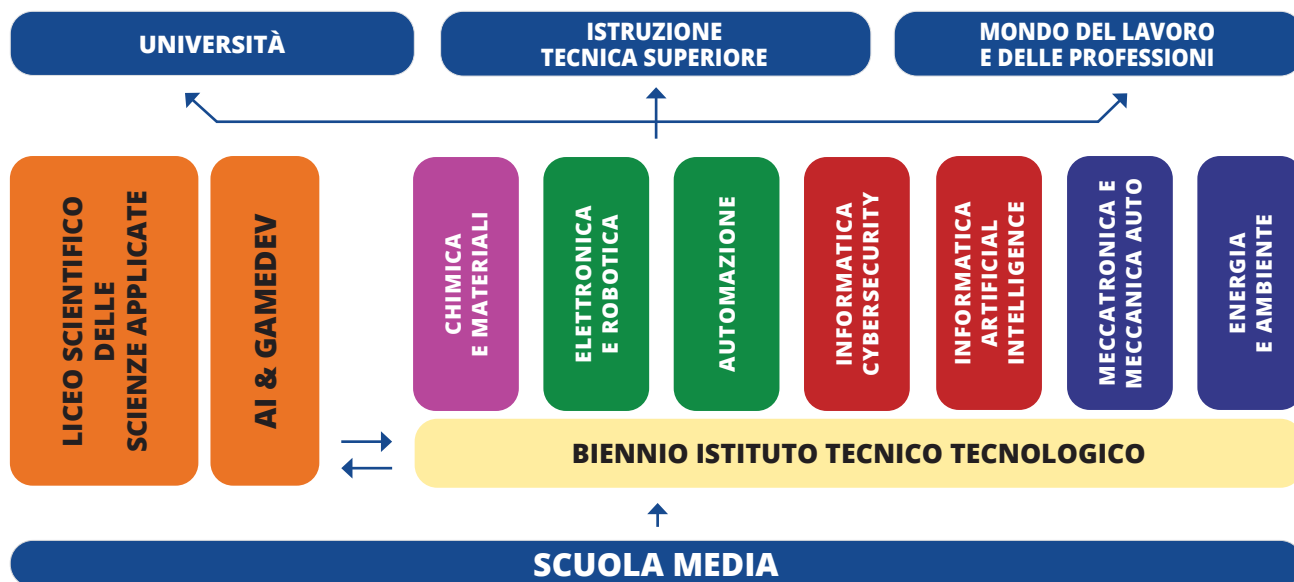 UNIVERSITÀ
ISTRUZIONE
TECNICA SUPERIORE
MONDO DEL LAVORO
E DELLE PROFESSIONI
LICEO SCIENTIFICO
DELLE
SCIENZE APPLICATE
AI & GAMEDEV
CHIMICA
E MATERIALI
ELETTRONICA
E ROBOTICA
AUTOMAZIONE
INFORMATICA
CYBERSECURITY
INFORMATICA
ARTIFICIAL
INTELLIGENCE
MECCATRONICA E
MECCANICA AUTO
ENERGIA
E AMBIENTE
BIENNIO ISTITUTO TECNICO TECNOLOGICO
SCUOLA MEDIA